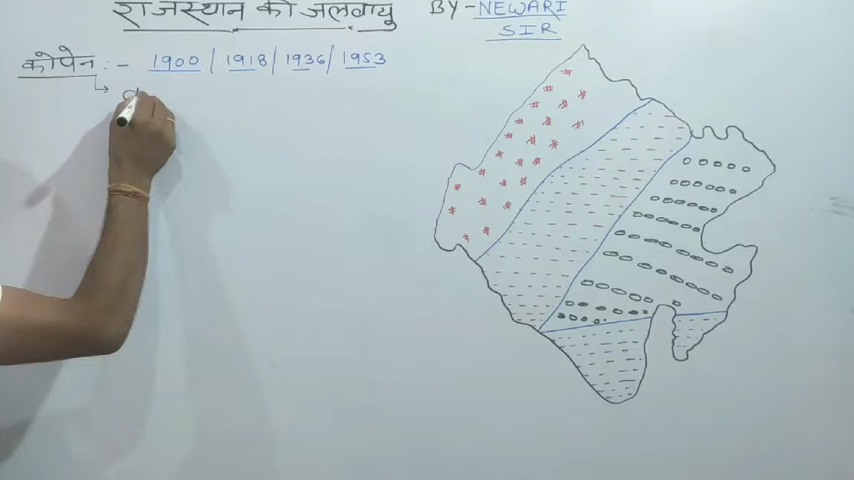 राजस्थान की जलवायु BY-NEWARI
SIR
कोपेन :- 1900 / 1918 / 1936 / 1953